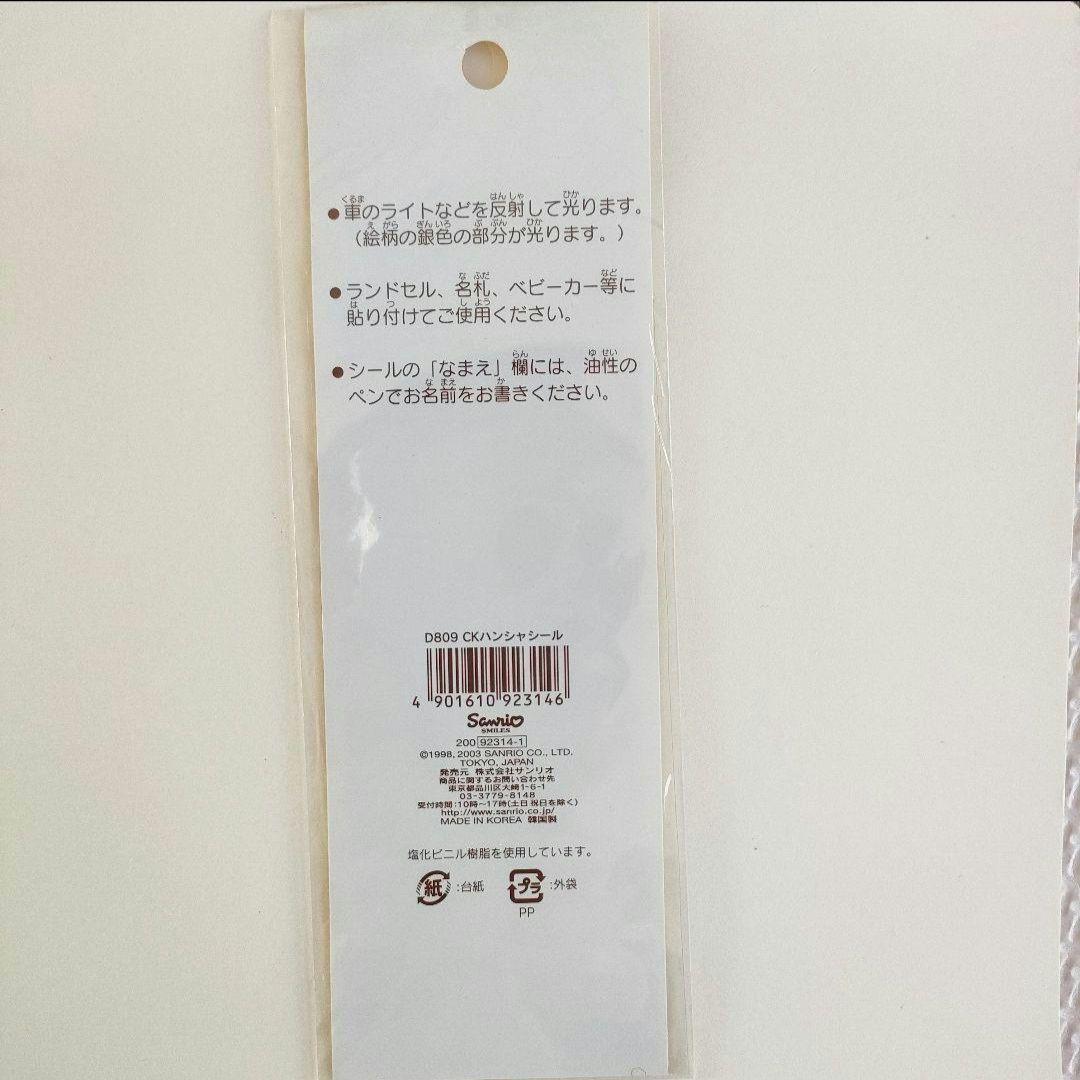 ●車のライトなどを反射して光ります。
（絵柄の銀色の部分が光ります。）
●ランドセル、名札、ベビーカー等に
貼り付けてご使用ください。
●シールの「なまえ」欄には、油性の
ペンでお名前をお書きください。
D809 CKハンシャシール
4 901610 923146
Sanrio
SMILES
200 92314-1
©1998, 2003 SANRIO CO., LTD.
TOKYO, JAPAN
発売元 株式会社サンリオ
商品に関するお問い合わせ先
東京都品川区大崎1-6-1
03-3779-8148
受付時間：10時〜17時(土日 祝日を除く)
http://www.sanrio.co.jp/
MADE IN KOREA 韓国製
塩化ビニル樹脂を使用しています。
紙 :台紙 プラ :外袋
PP